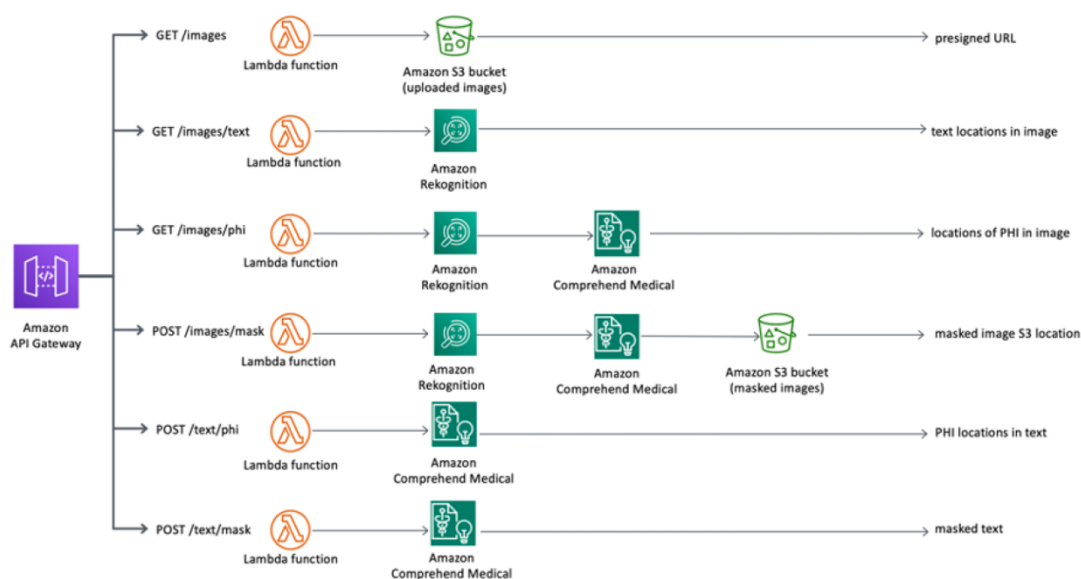 GET /images
Lambda function
Amazon S3 bucket
(uploaded images)
presigned URL
GET /images/text
Lambda function
Amazon
Rekognition
text locations in image
GET /images/phi
Lambda function
Amazon
Rekognition
Amazon
Comprehend Medical
locations of PHI in image
Amazon
API Gateway
POST /images/mask
Lambda function
Amazon
Rekognition
Amazon
Comprehend Medical
Amazon S3 bucket
(masked images)
masked image S3 location
POST /text/phi
Lambda function
Amazon
Comprehend Medical
PHI locations in text
POST /text/mask
Lambda function
Amazon
Comprehend Medical
masked text